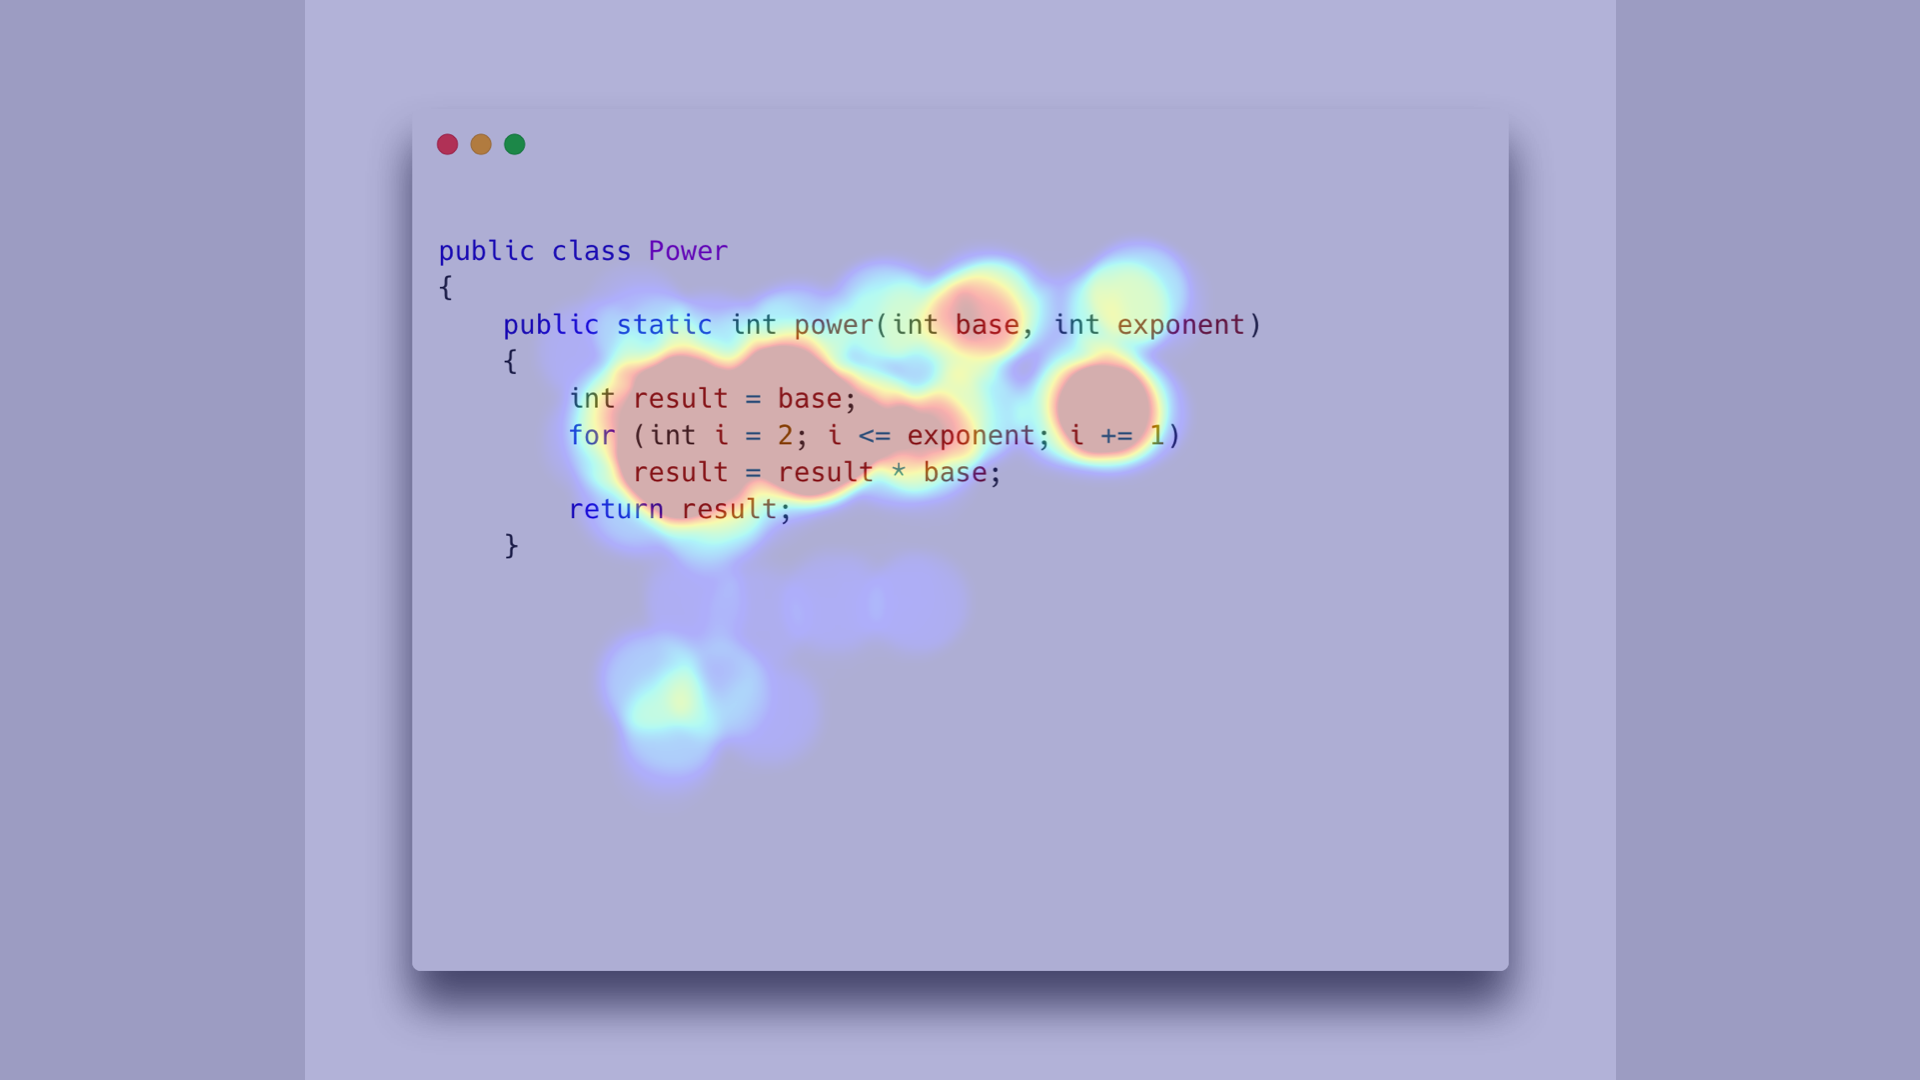 public class Power
{
    public static int power(int base, int exponent)
    {
        int result = base;
        for (int i = 2; i <= exponent; i += 1)
            result = result * base;
        return result;
    }